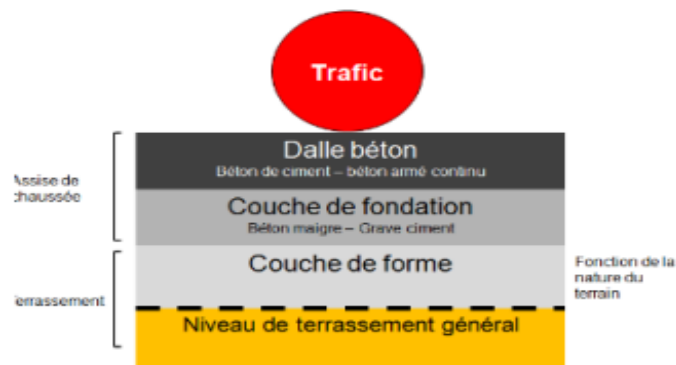 Trafic
Dalle béton
Béton de ciment – béton armé continu
Assise de
chaussée
Couche de fondation
Béton maigre – Grave ciment
Couche de forme
Fonction de la
nature du
terrain
Terrassement
Niveau de terrassement général